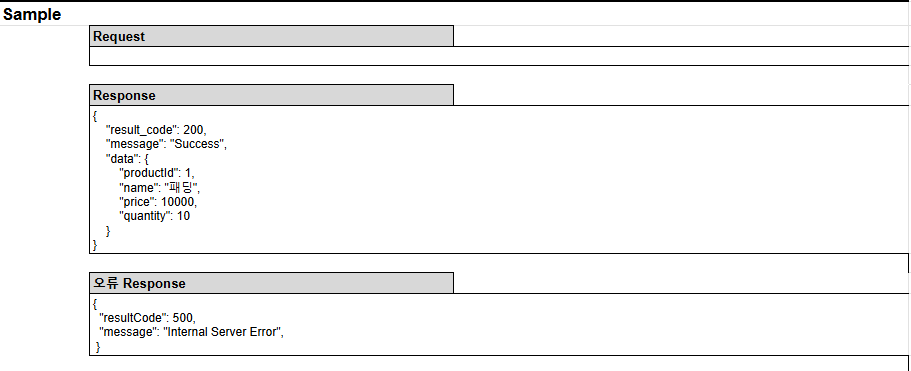 Sample
Request
Response
{
"result_code": 200,
"message": "Success",
"data": {
"productId": 1,
"name": "패딩",
"price": 10000,
"quantity": 10
}
}
오류 Response
{
"resultCode": 500,
"message": "Internal Server Error",
}